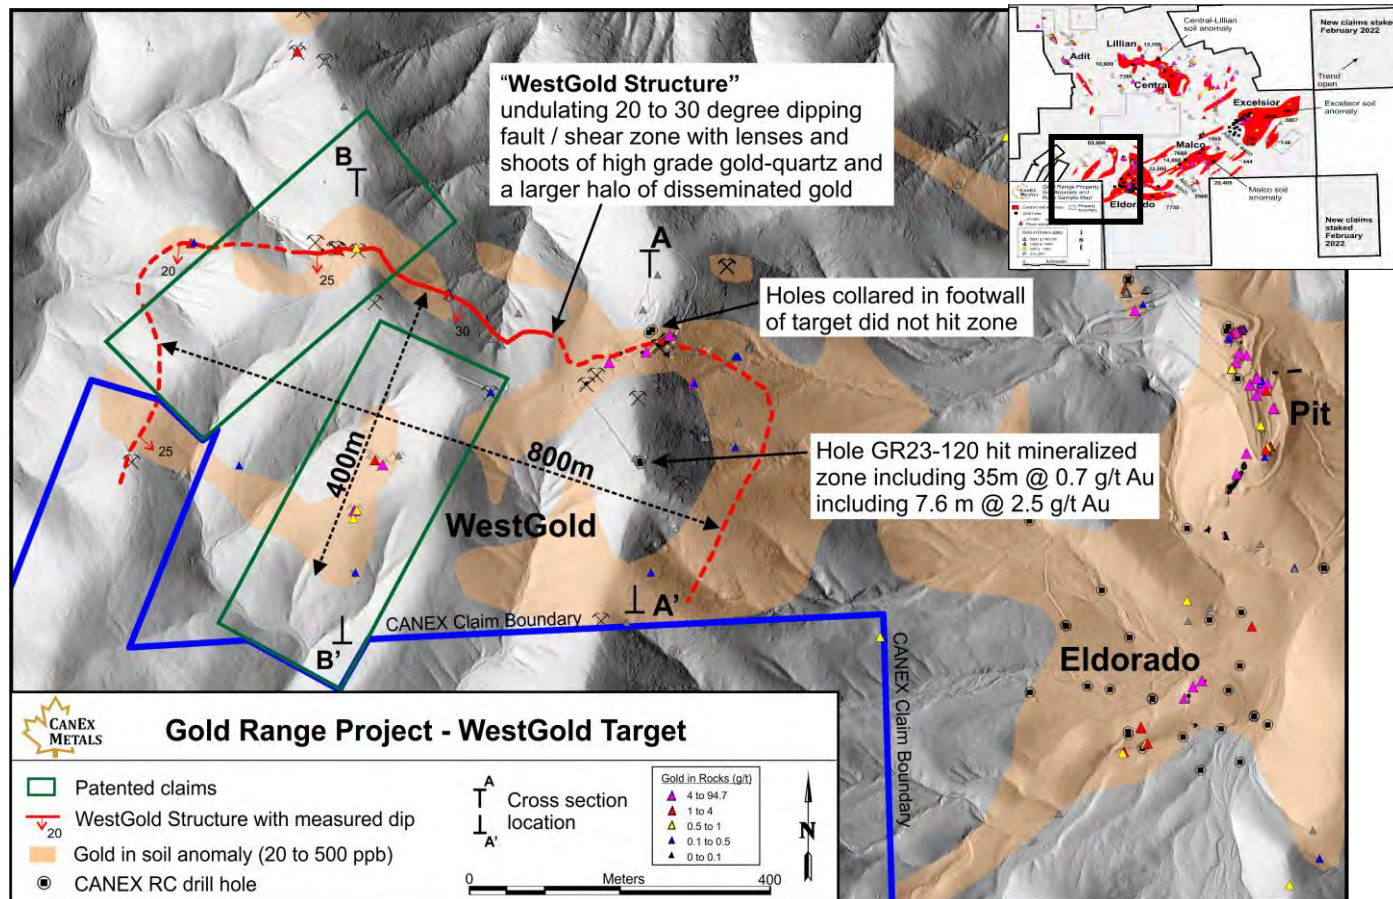 "WestGold Structure"
undulating 20 to 30 degree dipping
fault / shear zone with lenses and
shoots of high grade gold-quartz and
a larger halo of disseminated gold
B
A
20
25
30
25
Holes collared in footwall
of target did not hit zone
Pit
400m
800m
Hole GR23-120 hit mineralized
zone including 35m @ 0.7 g/t Au
including 7.6 m @ 2.5 g/t Au
WestGold
A'
B'
CANEX Claim Boundary
CANEX Claim Boundary
Eldorado
Central-Lillian
soil anomaly
New claims staked
February 2022
Lillian
13,105
Adit
10,800
7389
Central
Trend
open
Excelsior
Excelsior soil
anomaly
Malco
Malco soil
anomaly
Eldorado
7735
20,405
New claims
staked
February
2022
CANEX
METALS
Gold Range Project - WestGold Target
Patented claims
WestGold Structure with measured dip
20
Gold in soil anomaly (20 to 500 ppb)
CANEX RC drill hole
A
Cross section
location
A'
Gold in Rocks (g/t)
4 to 94.7
1 to 4
0.5 to 1
0.1 to 0.5
0 to 0.1
N
0 Meters 400